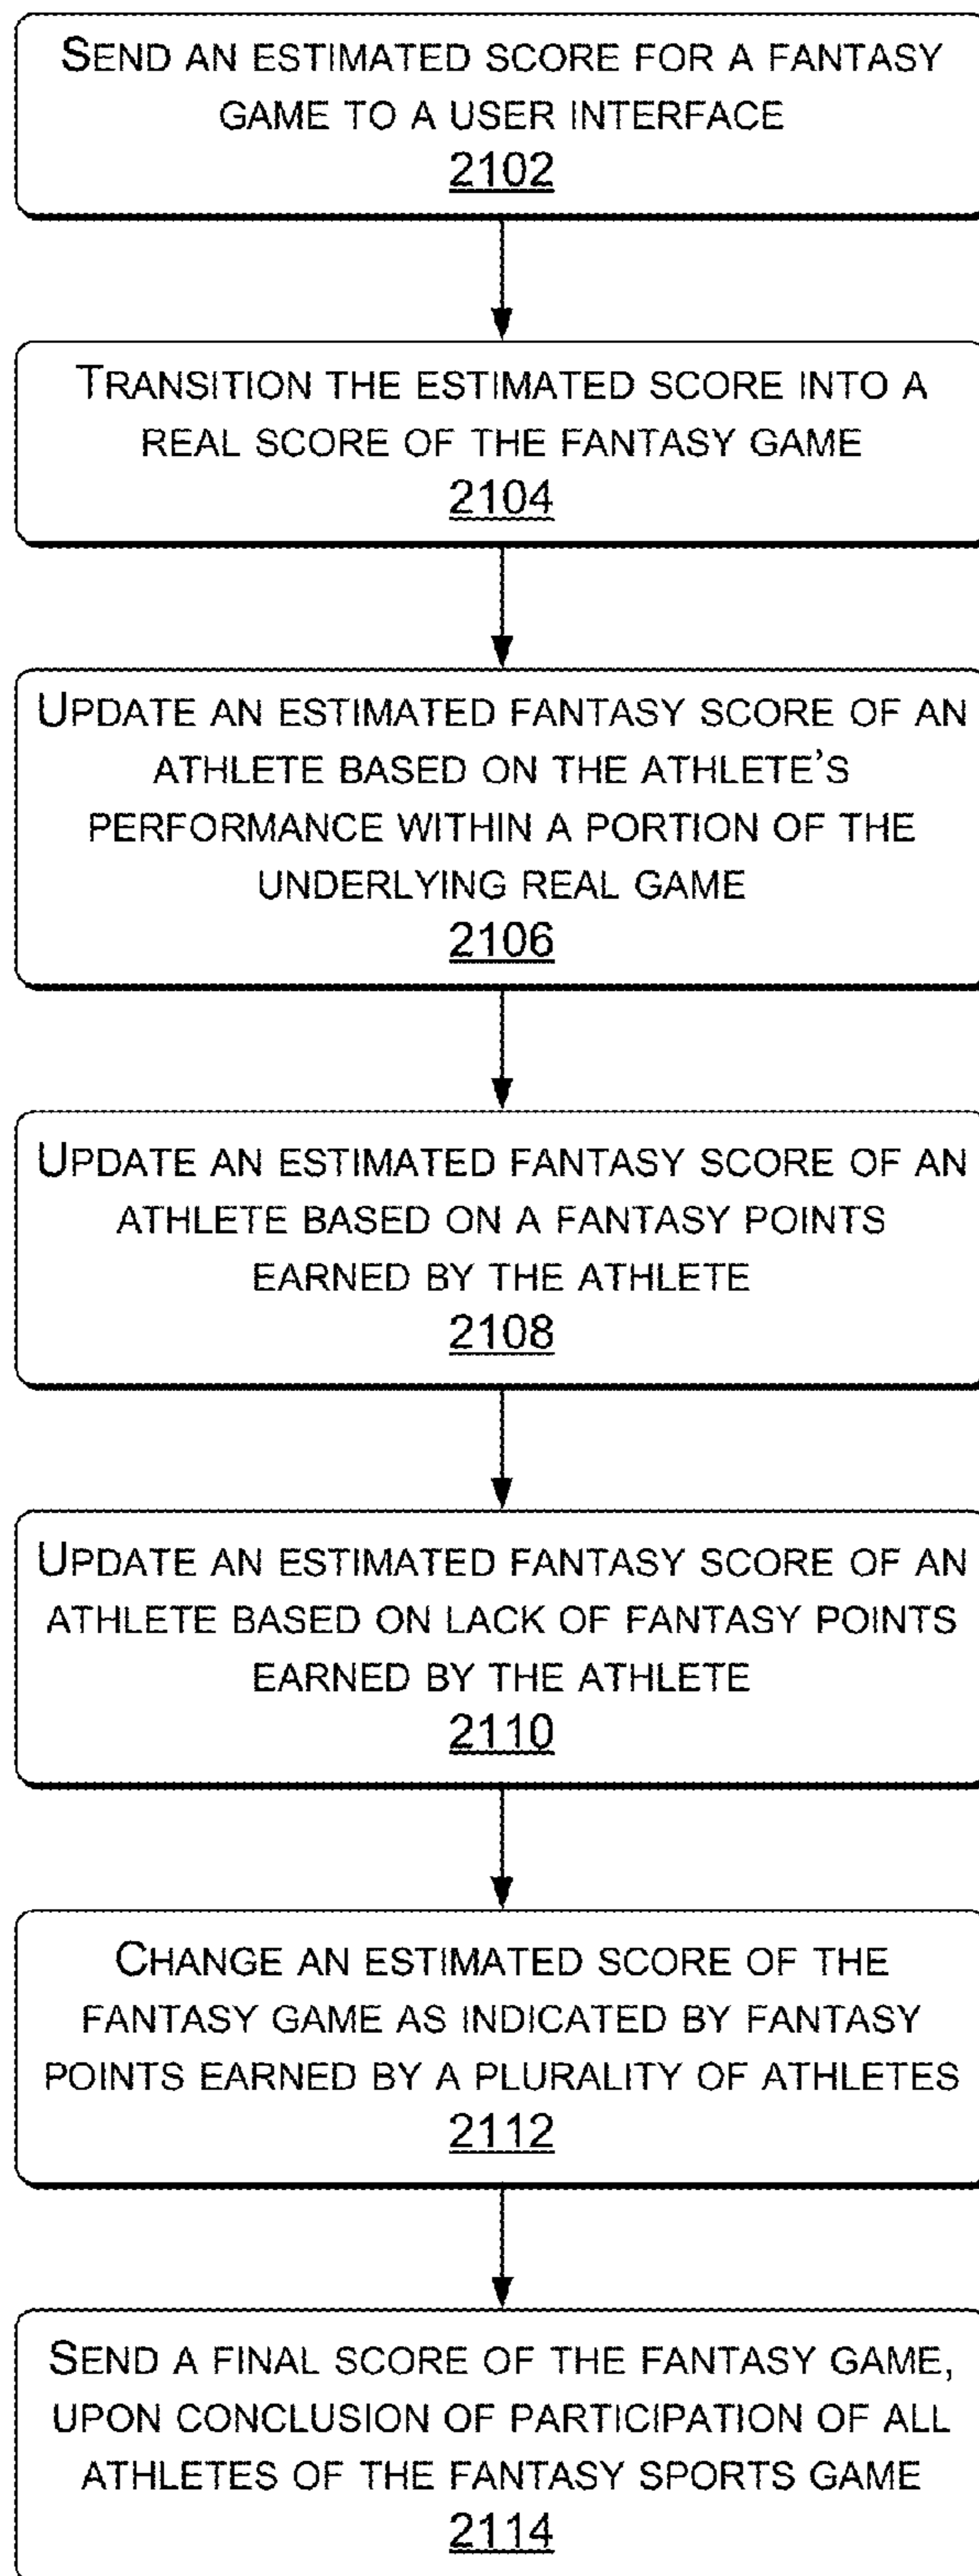 SEND AN ESTIMATED SCORE FOR A FANTASY
GAME TO A USER INTERFACE
2102
TRANSITION THE ESTIMATED SCORE INTO A
REAL SCORE OF THE FANTASY GAME
2104
UPDATE AN ESTIMATED FANTASY SCORE OF AN
ATHLETE BASED ON THE ATHLETE'S
PERFORMANCE WITHIN A PORTION OF THE
UNDERLYING REAL GAME
2106
UPDATE AN ESTIMATED FANTASY SCORE OF AN
ATHLETE BASED ON A FANTASY POINTS
EARNED BY THE ATHLETE
2108
UPDATE AN ESTIMATED FANTASY SCORE OF AN
ATHLETE BASED ON LACK OF FANTASY POINTS
EARNED BY THE ATHLETE
2110
CHANGE AN ESTIMATED SCORE OF THE
FANTASY GAME AS INDICATED BY FANTASY
POINTS EARNED BY A PLURALITY OF ATHLETES
2112
SEND A FINAL SCORE OF THE FANTASY GAME,
UPON CONCLUSION OF PARTICIPATION OF ALL
ATHLETES OF THE FANTASY SPORTS GAME
2114